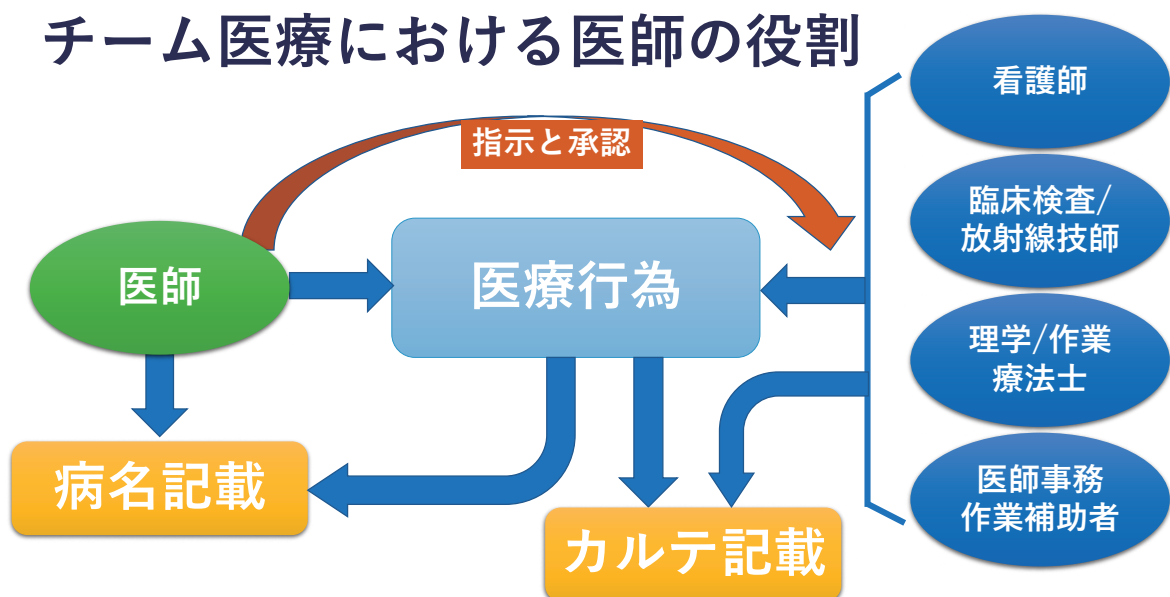 チーム医療における医師の役割
看護師
指示と承認
臨床検査/
放射線技師
医師
医療行為
理学/作業
療法士
病名記載
医師事務
作業補助者
カルテ記載